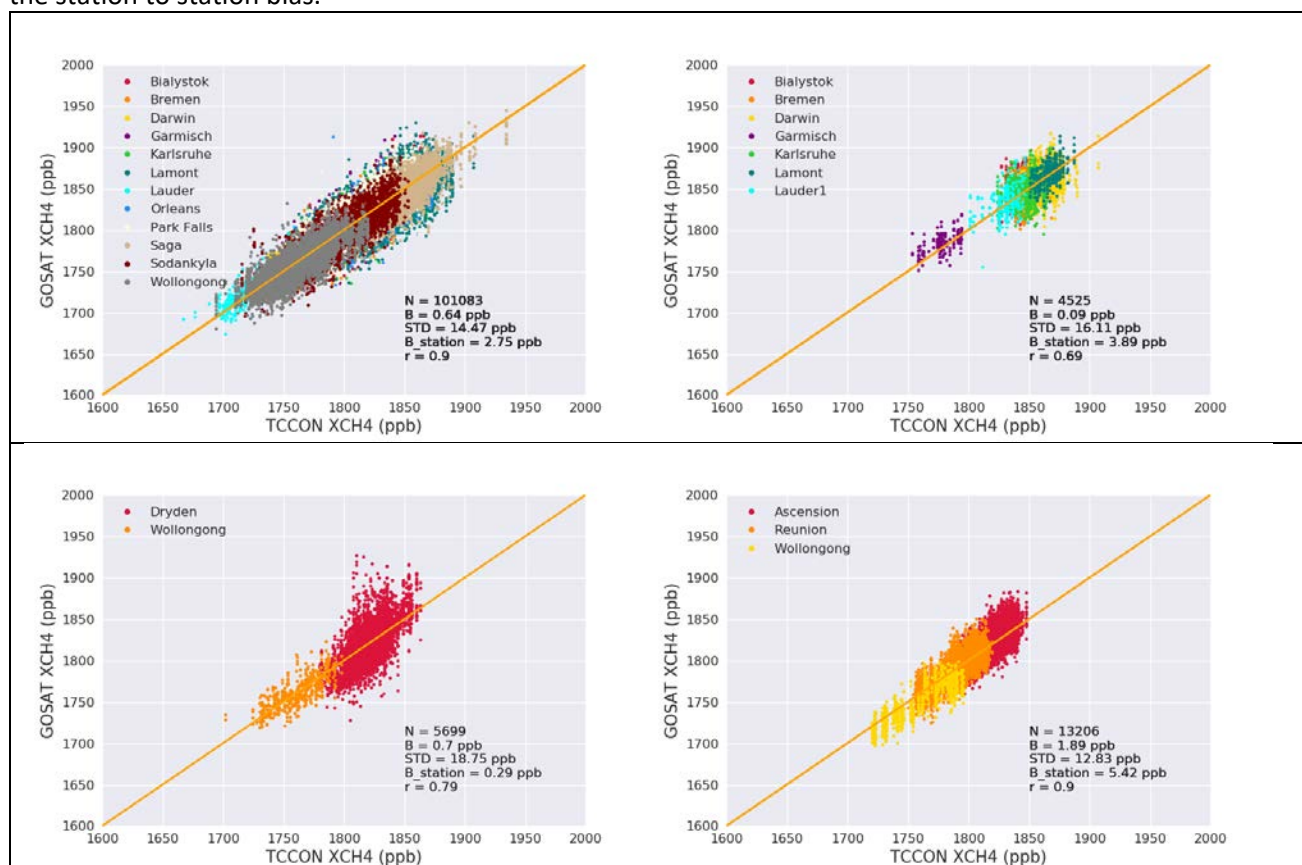 the station to station bias.
2000
1950
1900
1850
1800
1750
1700
1650
1600
GOSAT XCH4 (ppb)
Bialystok
Bremen
Darwin
Garmisch
Karlsruhe
Lamont
Lauder
Orleans
Park Falls
Saga
Sodankyla
Wollongong
N = 101083
B = 0.64 ppb
STD = 14.47 ppb
B_station = 2.75 ppb
r = 0.9
1600 1650 1700 1750 1800 1850 1900 1950 2000
TCCON XCH4 (ppb)
2000
1950
1900
1850
1800
1750
1700
1650
1600
GOSAT XCH4 (ppb)
Bialystok
Bremen
Darwin
Garmisch
Karlsruhe
Lamont
Lauder1
N = 4525
B = 0.09 ppb
STD = 16.11 ppb
B_station = 3.89 ppb
r = 0.69
1600 1650 1700 1750 1800 1850 1900 1950 2000
TCCON XCH4 (ppb)
2000
1950
1900
1850
1800
1750
1700
1650
1600
GOSAT XCH4 (ppb)
Dryden
Wollongong
N = 5699
B = 0.7 ppb
STD = 18.75 ppb
B_station = 0.29 ppb
r = 0.79
1600 1650 1700 1750 1800 1850 1900 1950 2000
TCCON XCH4 (ppb)
2000
1950
1900
1850
1800
1750
1700
1650
1600
GOSAT XCH4 (ppb)
Ascension
Reunion
Wollongong
N = 13206
B = 1.89 ppb
STD = 12.83 ppb
B_station = 5.42 ppb
r = 0.9
1600 1650 1700 1750 1800 1850 1900 1950 2000
TCCON XCH4 (ppb)